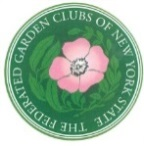 THE FEDERATED GARDEN CLUBS OF NEW YORK STATE